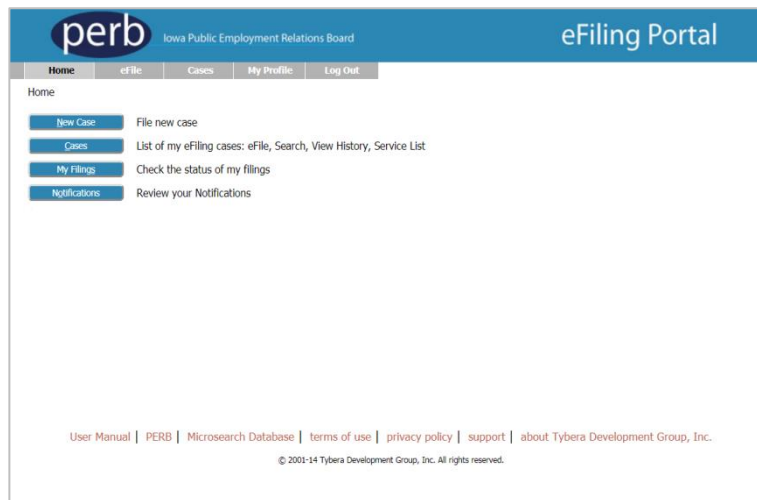 perb Iowa Public Employment Relations Board eFiling Portal
Home eFile Cases My Profile Log Out
Home
New Case File new case
Cases List of my eFiling cases: eFile, Search, View History, Service List
My Filings Check the status of my filings
Notifications Review your Notifications
User Manual | PERB | Microsearch Database | terms of use | privacy policy | support | about Tybera Development Group, Inc.
© 2001-14 Tybera Development Group, Inc. All rights reserved.